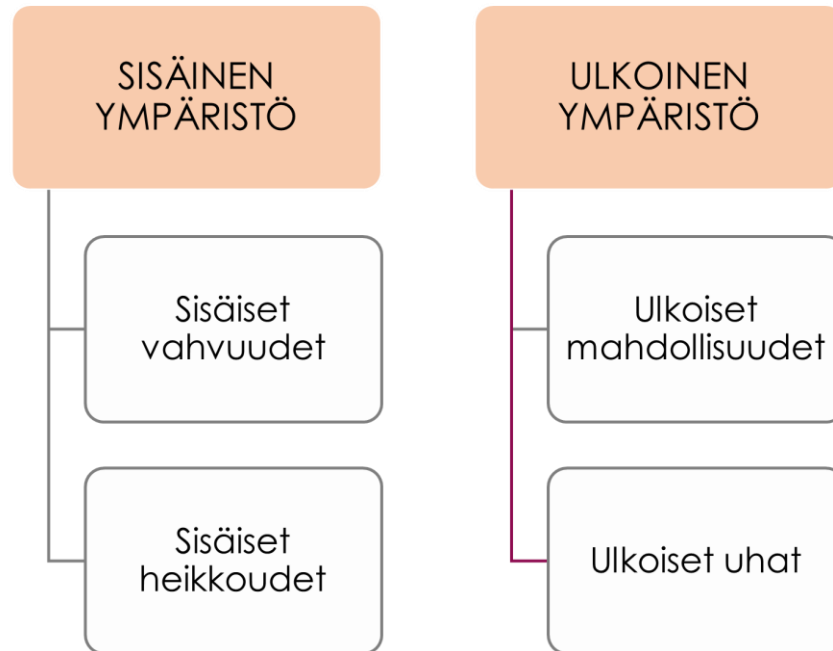 SISÄINEN
YMPÄRISTÖ
Sisäiset
vahvuudet
Sisäiset
heikkoudet
ULKOINEN
YMPÄRISTÖ
Ulkoiset
mahdollisuudet
Ulkoiset uhat